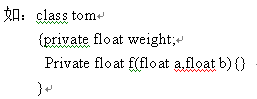 如：class tom
{private float weight;
Private float f(float a,float b){}
}